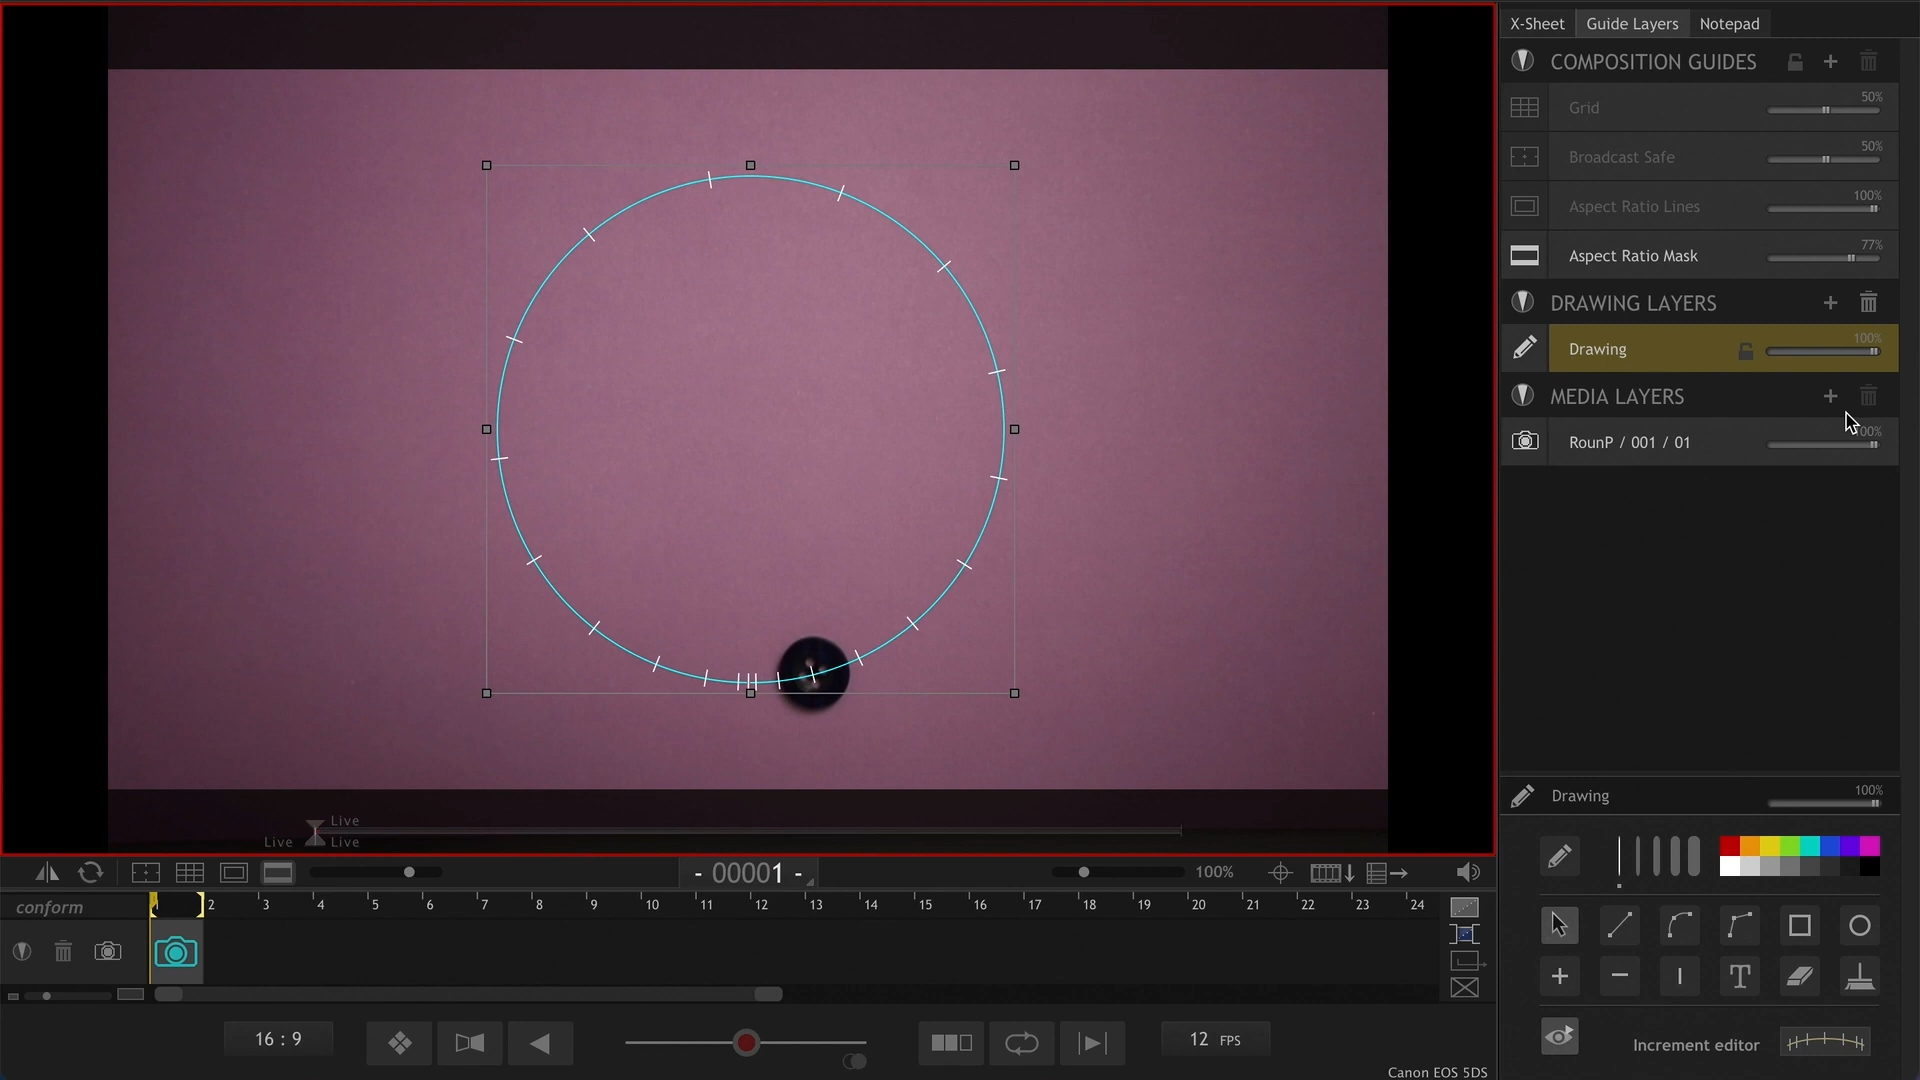 X-Sheet
Guide Layers
Notepad
COMPOSITION GUIDES
Grid
50%
Broadcast Safe
50%
Aspect Ratio Lines
100%
Aspect Ratio Mask
77%
DRAWING LAYERS
Drawing
100%
MEDIA LAYERS
RounP / 001 / 01
100%
Drawing
100%
Live
Live
Live
- 00001 -
100%
conform
2 3 4 5 6 7 8 9 10 11 12 13 14 15 16 17 18 19 20 21 22 23 24
T
Increment editor
16 : 9
12 FPS
Canon EOS 5DS